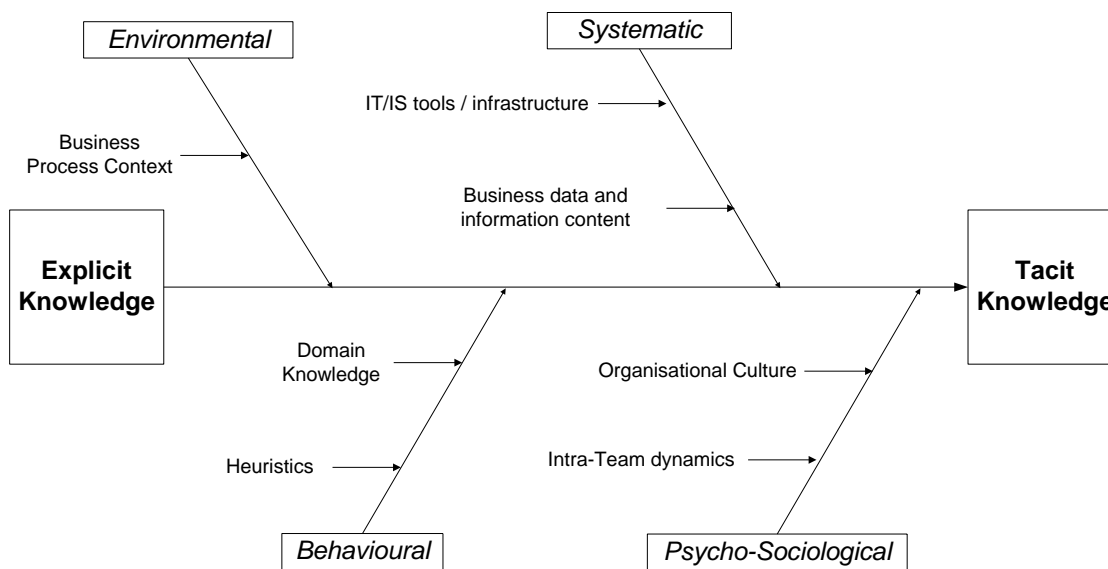 Environmental
Systematic
IT/IS tools / infrastructure
Business
Process Context
Business data and
information content
Explicit
Knowledge
Tacit
Knowledge
Domain
Knowledge
Organisational Culture
Heuristics
Intra-Team dynamics
Behavioural
Psycho-Sociological